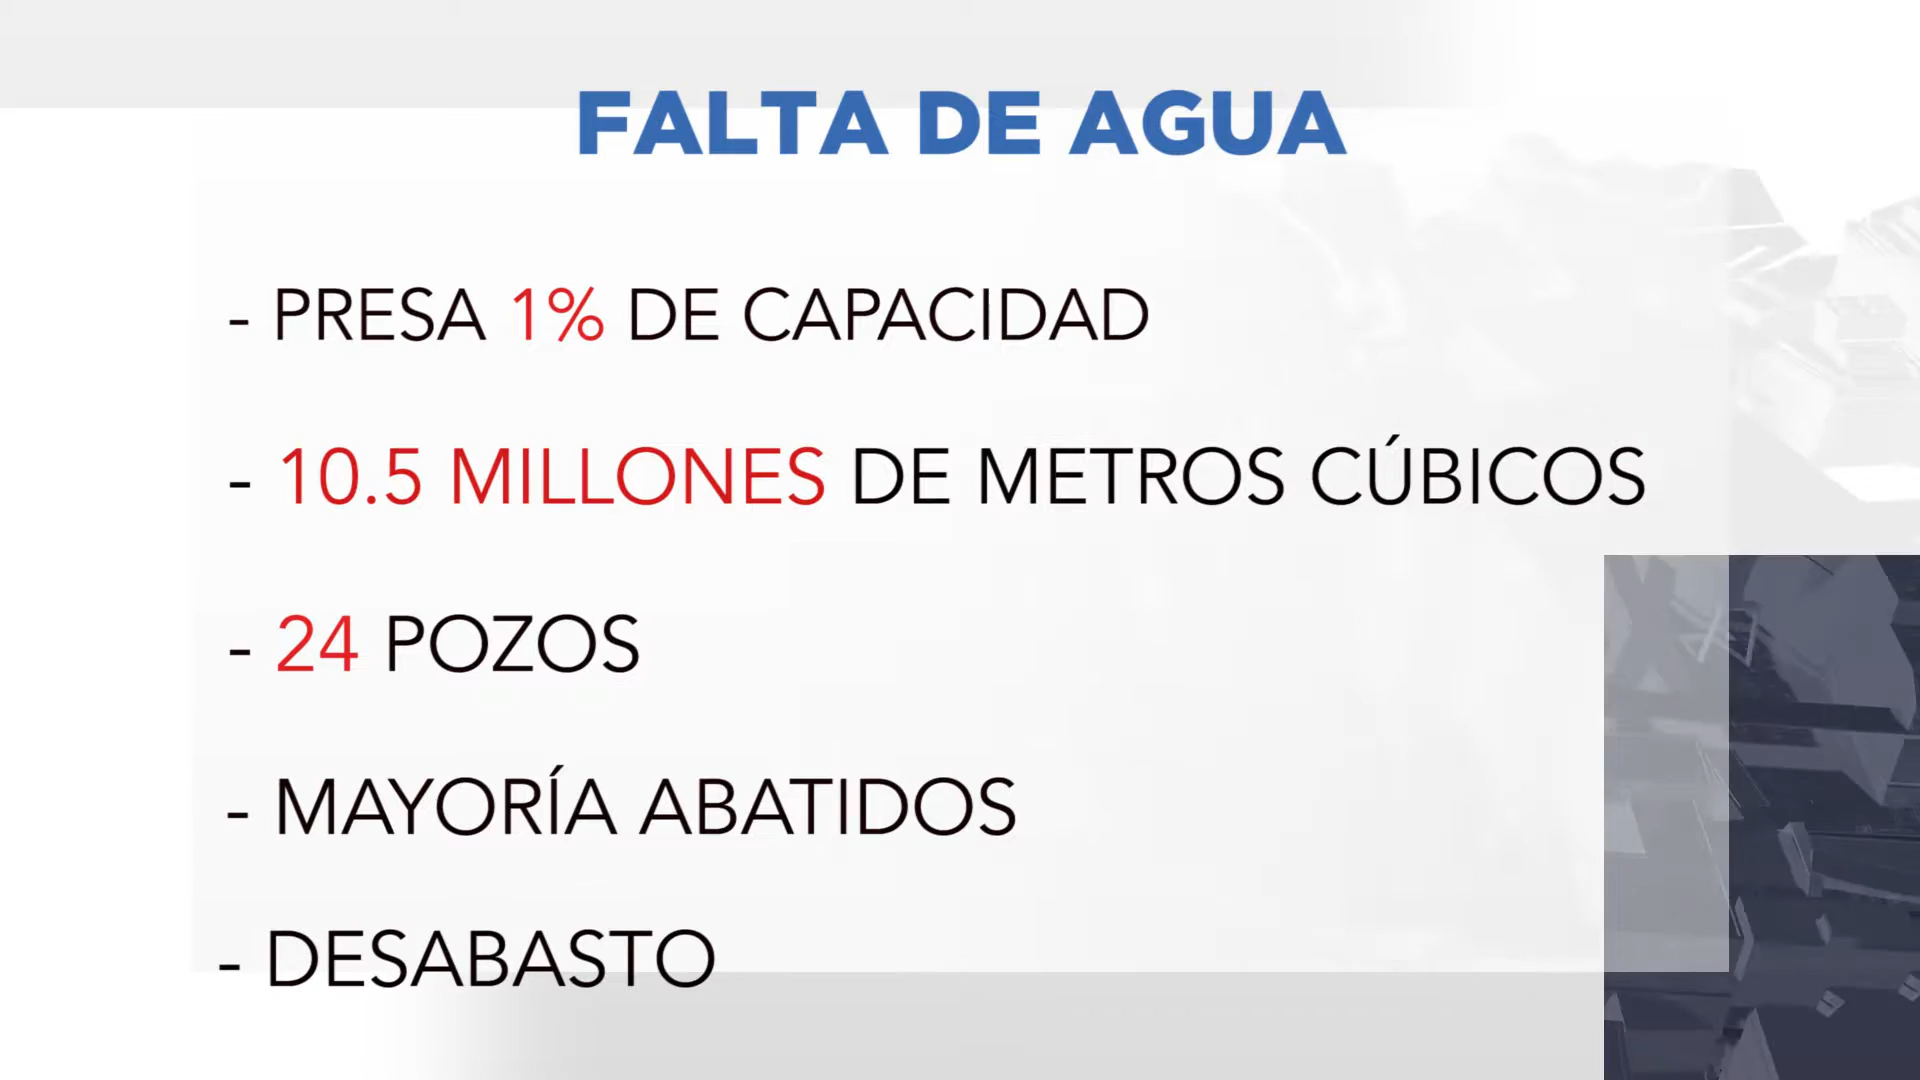 FALTA DE AGUA
- PRESA 1% DE CAPACIDAD
- 10.5 MILLONES DE METROS CÚBICOS
- 24 POZOS
- MAYORÍA ABATIDOS
- DESABASTO